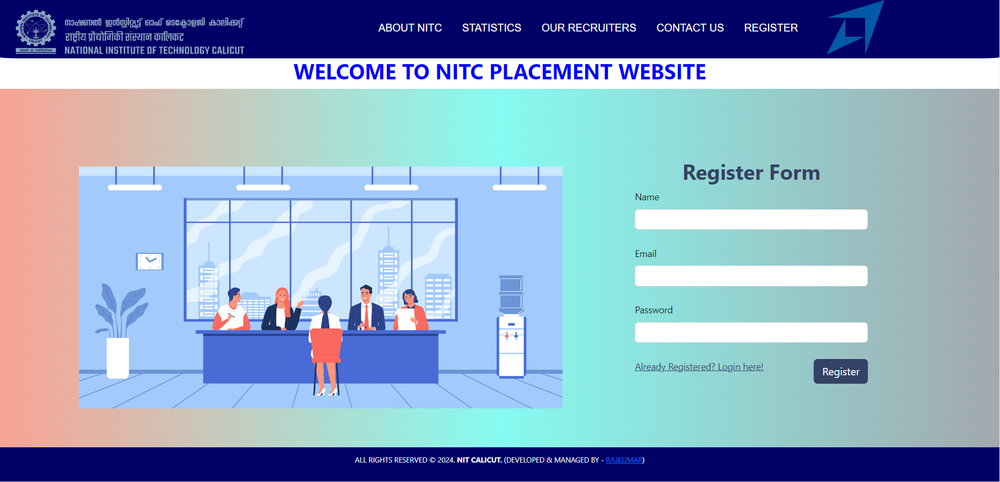 നാഷണൽ ഇൻസ്റ്റിറ്റ്യൂട്ട് ഓഫ് ടെക്നോളജി കാലിക്കറ്റ്
राष्ट्रीय प्रौद्योगिकी संस्थान कालिकट
NATIONAL INSTITUTE OF TECHNOLOGY CALICUT
ABOUT NITC STATISTICS OUR RECRUITERS CONTACT US REGISTER
WELCOME TO NITC PLACEMENT WEBSITE
Register Form
Name
Email
Password
Already Registered? Login here! Register
ALL RIGHTS RESERVED © 2024. NIT CALICUT. (DEVELOPED & MANAGED BY - RAJKUMAR)